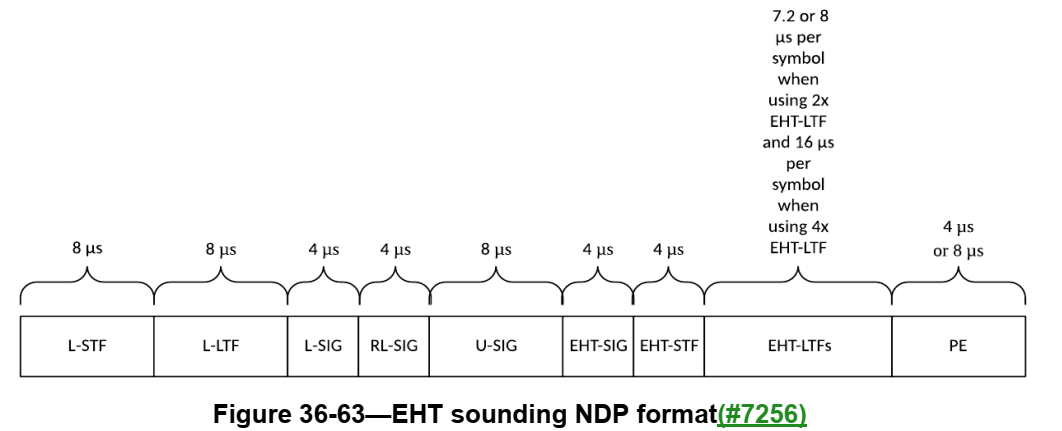 7.2 or 8
μs per
symbol
when
using 2x
EHT-LTF
and 16 μs
per
symbol
when
using 4x
EHT-LTF
4 μs
or 8 μs
8 μs
8 μs
4 μs
4 μs
8 μs
4 μs
4 μs
L-STF
L-LTF
L-SIG
RL-SIG
U-SIG
EHT-SIG
EHT-STF
EHT-LTFs
PE
Figure 36-63—EHT sounding NDP format(#7256)